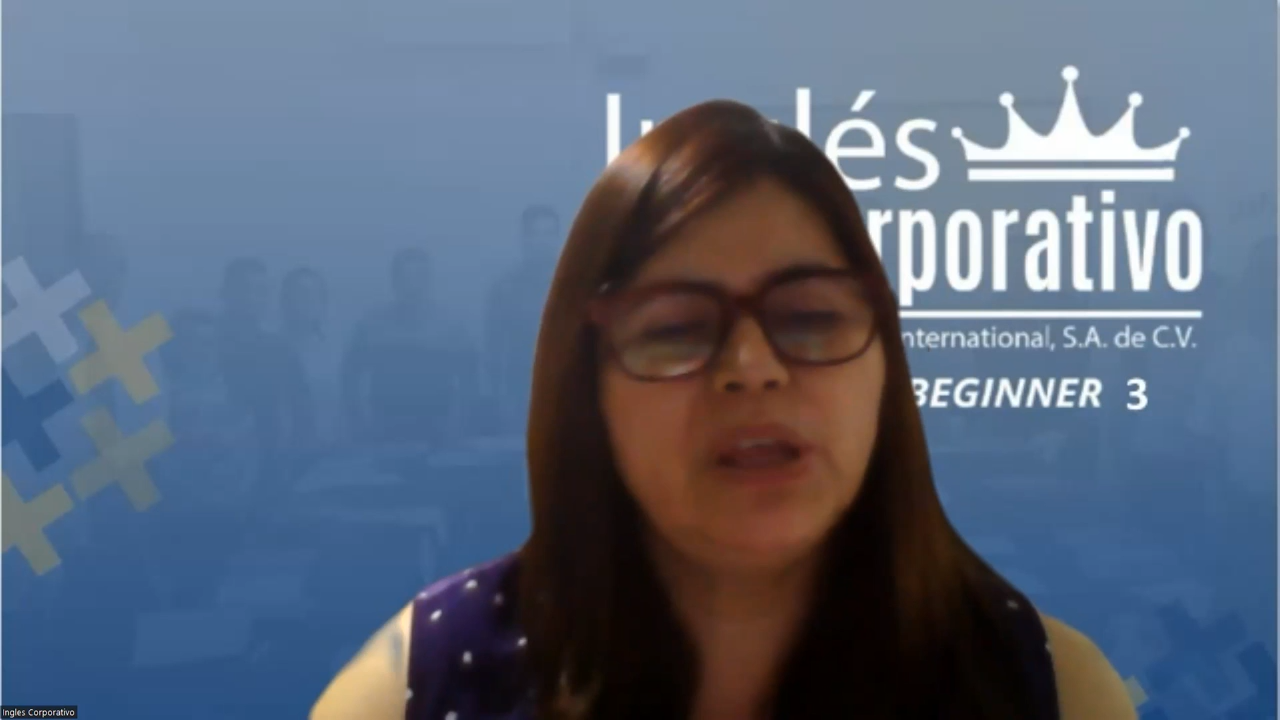 lés
rporativo
nternational, S.A. de C.V.
BEGINNER 3
Ingles Corporativo